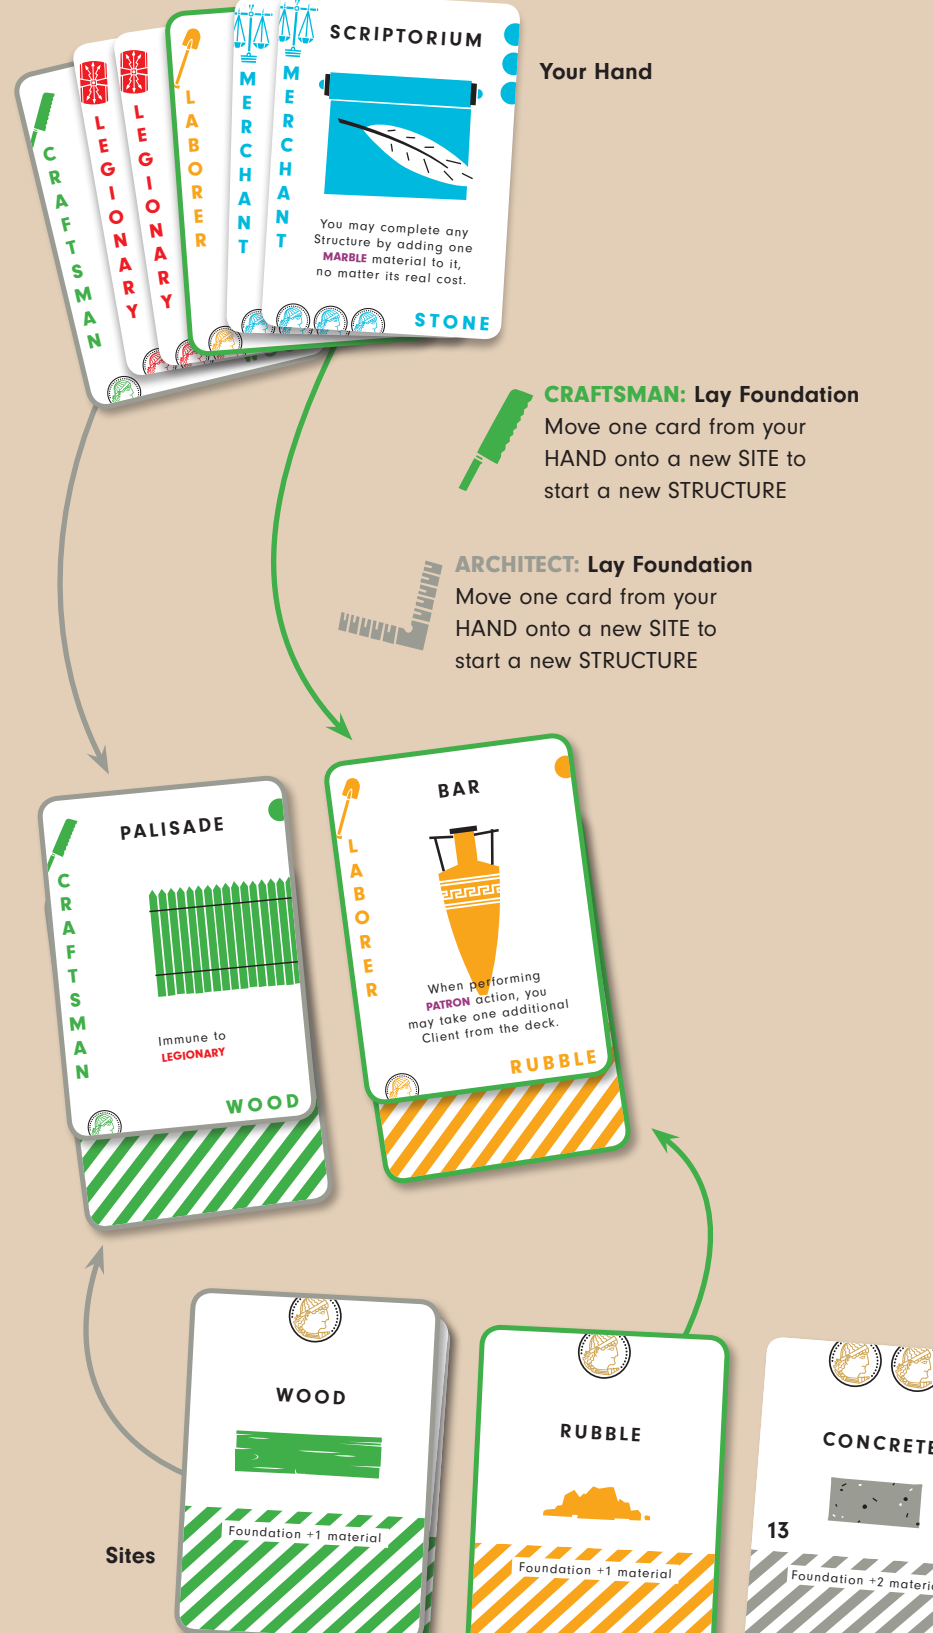 CRAFTSMAN
LEGIONARY
LEGIONARY
LABORER
MERCHANT
MERCHANT
SCRIPTORIUM
You may complete any
Structure by adding one
MARBLE material to it,
no matter its real cost.
STONE
Your Hand
CRAFTSMAN: Lay Foundation
Move one card from your
HAND onto a new SITE to
start a new STRUCTURE
ARCHITECT: Lay Foundation
Move one card from your
HAND onto a new SITE to
start a new STRUCTURE
PALISADE
CRAFTSMAN
Immune to
LEGIONARY
WOOD
BAR
LABORER
When performing
PATRON action, you
may take one additional
Client from the deck.
RUBBLE
WOOD
Foundation +1 material
Sites
RUBBLE
Foundation +1 material
CONCRETE
13
Foundation +2